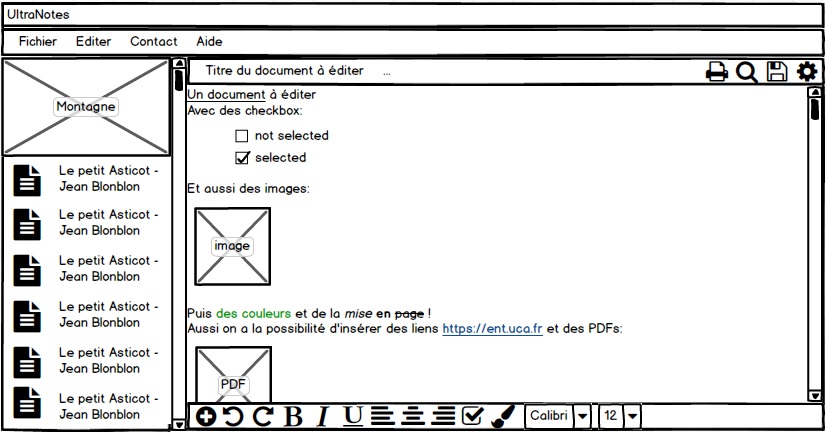 UltraNotes
Fichier Editer Contact Aide
Montagne
Le petit Asticot -
Jean Blonblon
Le petit Asticot -
Jean Blonblon
Le petit Asticot -
Jean Blonblon
Le petit Asticot -
Jean Blonblon
Le petit Asticot -
Jean Blonblon
Le petit Asticot -
Jean Blonblon
Titre du document à éditer ...
Un document à éditer
Avec des checkbox:
not selected
selected
Et aussi des images:
image
Puis des couleurs et de la mise en page !
Aussi on a la possibilité d'insérer des liens https://ent.uca.fr et des PDFs:
PDF
B I U Calibri 12